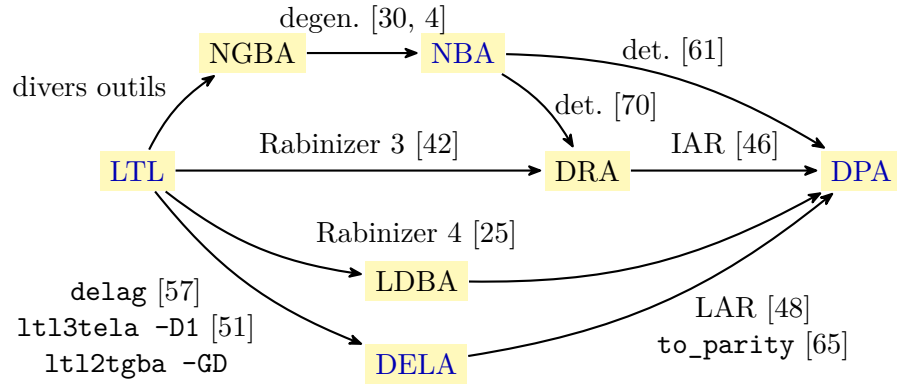 degen. [30, 4]
NGBA
NBA
det. [61]
divers outils
det. [70]
Rabinizer 3 [42]
IAR [46]
LTL
DRA
DPA
Rabinizer 4 [25]
LDBA
delag [57]
ltl3tela -D1 [51]
ltl2tgba -GD
LAR [48]
to_parity [65]
DELA